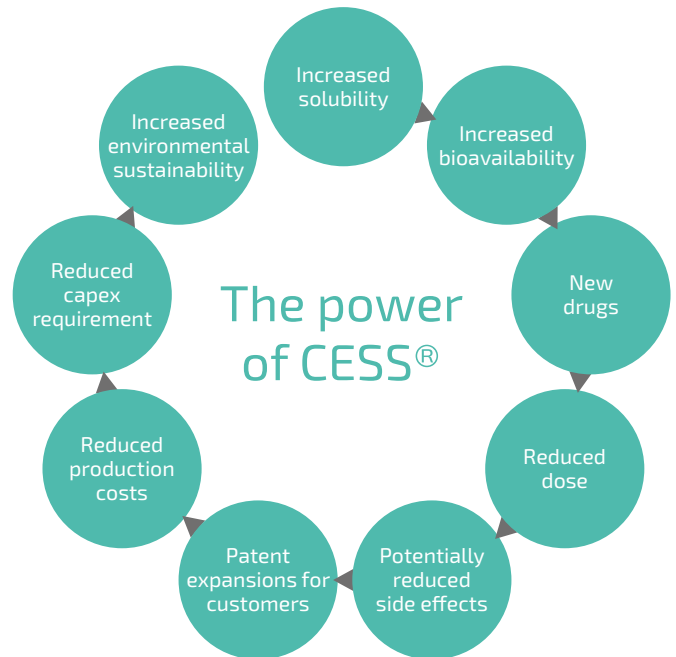 Increased
solubility
Increased
bioavailability
New
drugs
Reduced
dose
Potentially
reduced
side effects
Patent
expansions for
customers
Reduced
production
costs
Reduced
capex
requirement
Increased
environmental
sustainability
The power
of CESS®